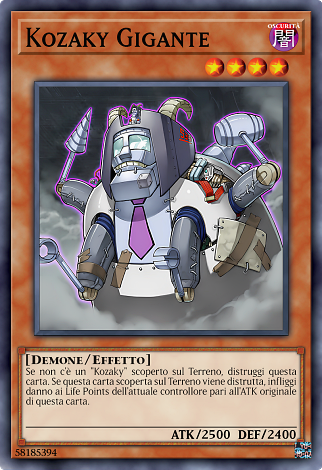 Kozaky Gigante
OSCURITÀ
闇
[Demone/Effetto]
Se non c'è un "Kozaky" scoperto sul Terreno, distruggi questa
carta. Se questa carta scoperta sul Terreno viene distrutta, infliggi
danno ai Life Points dell'attuale controllore pari all'ATK originale
di questa carta.
ATK/2500 DEF/2400
58185394